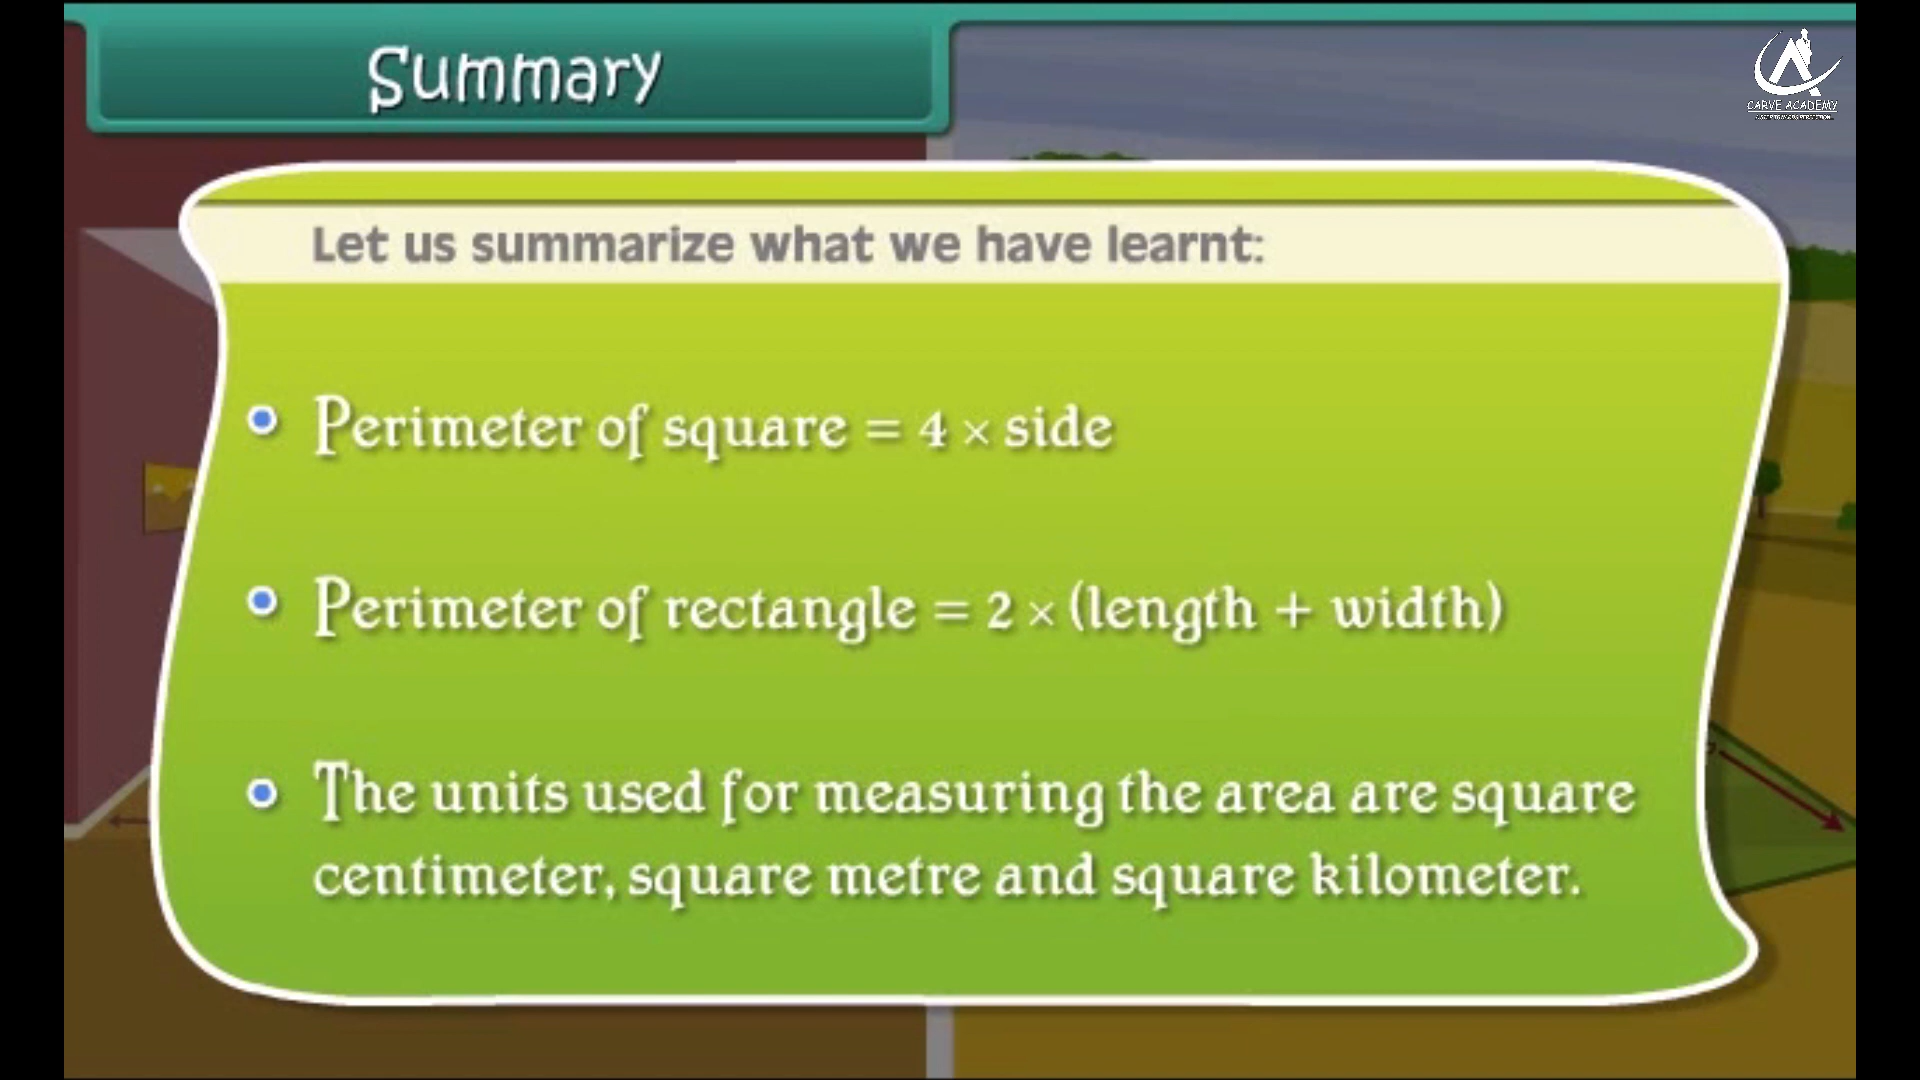 Summary
CARVE ACADEMY
Let us summarize what we have learnt:
Perimeter of square = 4 × side
Perimeter of rectangle = 2 × (length + width)
The units used for measuring the area are square
centimeter, square metre and square kilometer.